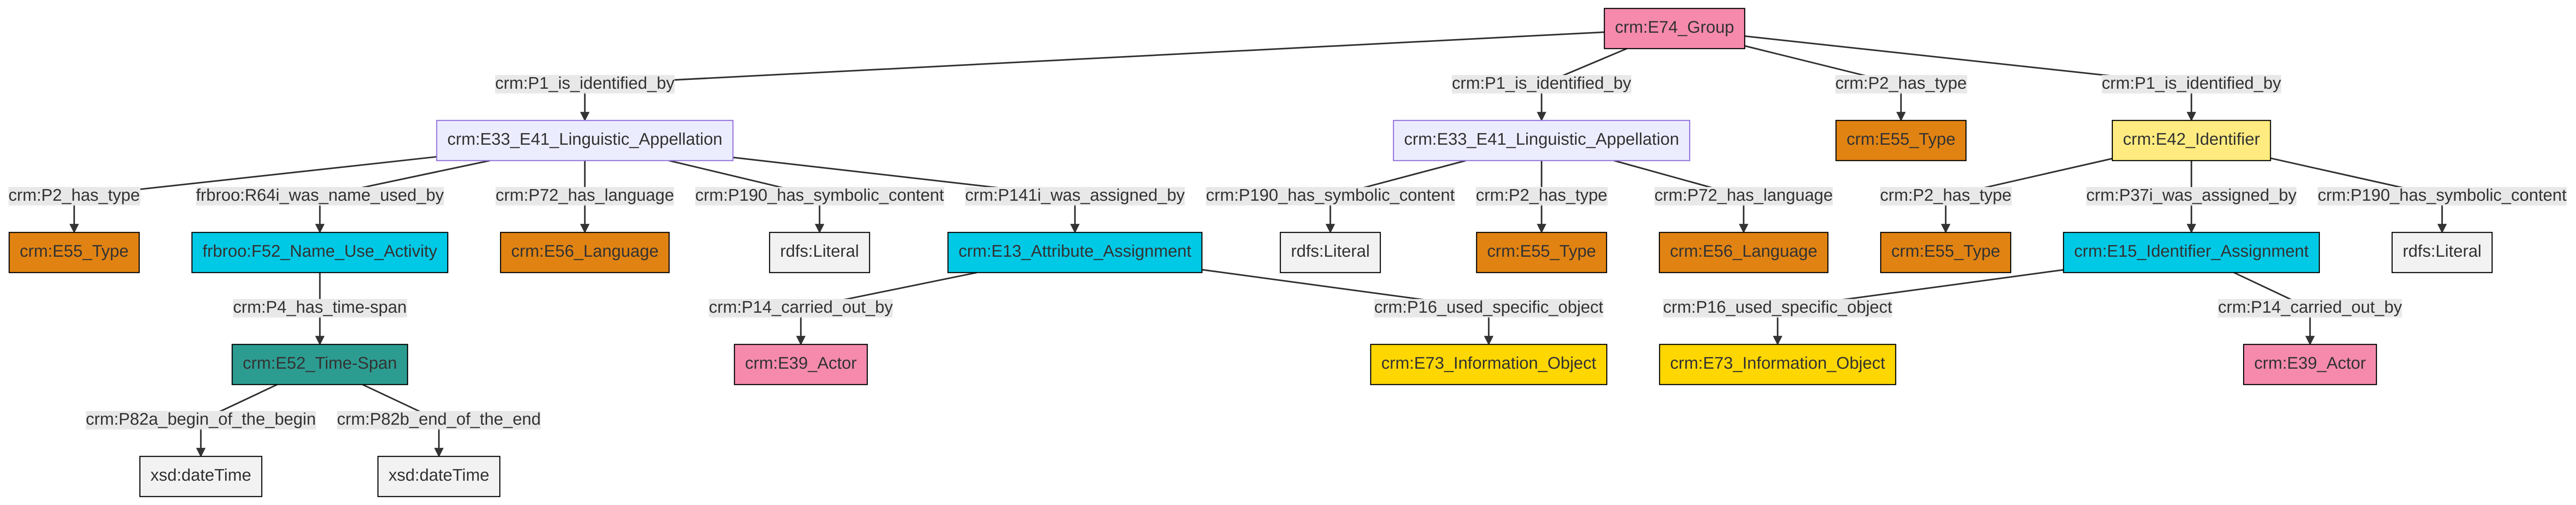 crm:E74_Group
crm:P1_is_identified_by
crm:P1_is_identified_by
crm:P2_has_type
crm:P1_is_identified_by
crm:E33_E41_Linguistic_Appellation
crm:E33_E41_Linguistic_Appellation
crm:E55_Type
crm:E42_Identifier
crm:P2_has_type
frbroo:R64i_was_name_used_by
crm:P72_has_language
crm:P190_has_symbolic_content
crm:P141i_was_assigned_by
crm:P190_has_symbolic_content
crm:P2_has_type
crm:P72_has_language
crm:P2_has_type
crm:P37i_was_assigned_by
crm:P190_has_symbolic_content
crm:E55_Type
frbroo:F52_Name_Use_Activity
crm:E56_Language
rdfs:Literal
crm:E13_Attribute_Assignment
rdfs:Literal
crm:E55_Type
crm:E56_Language
crm:E55_Type
crm:E15_Identifier_Assignment
rdfs:Literal
crm:P4_has_time-span
crm:P14_carried_out_by
crm:P16_used_specific_object
crm:P16_used_specific_object
crm:P14_carried_out_by
crm:E52_Time-Span
crm:E39_Actor
crm:E73_Information_Object
crm:E73_Information_Object
crm:E39_Actor
crm:P82a_begin_of_the_begin
crm:P82b_end_of_the_end
xsd:dateTime
xsd:dateTime